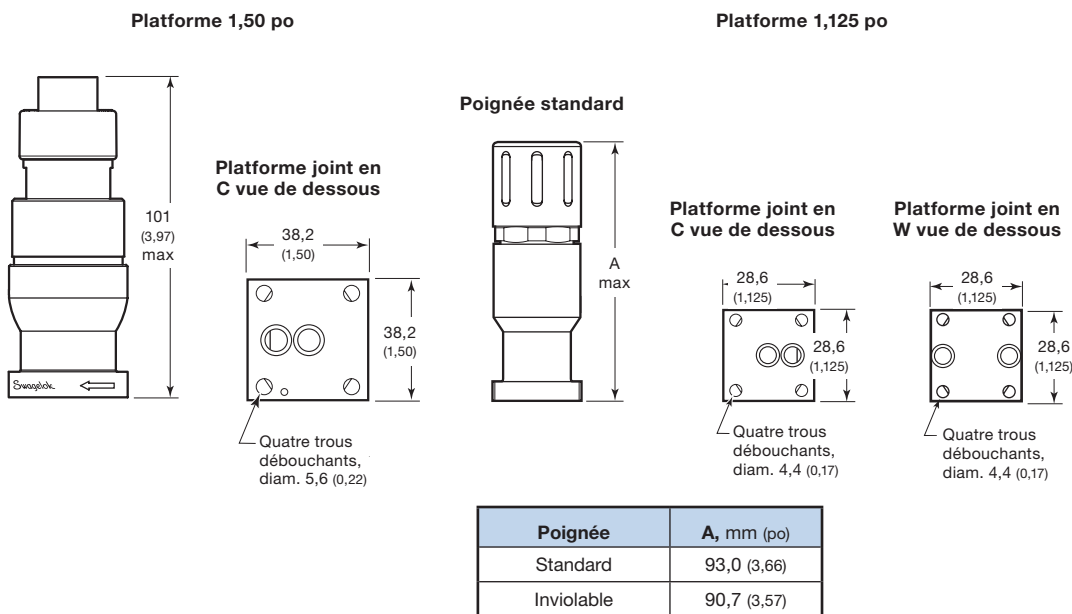 Platforme 1,50 po
Platforme 1,125 po
101
(3,97)
max
Swagelok
Platforme joint en
C vue de dessous
38,2
(1,50)
38,2
(1,50)
Quatre trous
débouchants,
diam. 5,6 (0,22)
Poignée standard
A
max
Platforme joint en
C vue de dessous
28,6
(1,125)
28,6
(1,125)
Quatre trous
débouchants,
diam. 4,4 (0,17)
Platforme joint en
W vue de dessous
28,6
(1,125)
28,6
(1,125)
Quatre trous
débouchants,
diam. 4,4 (0,17)
Poignée A, mm (po)
Standard 93,0 (3,66)
Inviolable 90,7 (3,57)